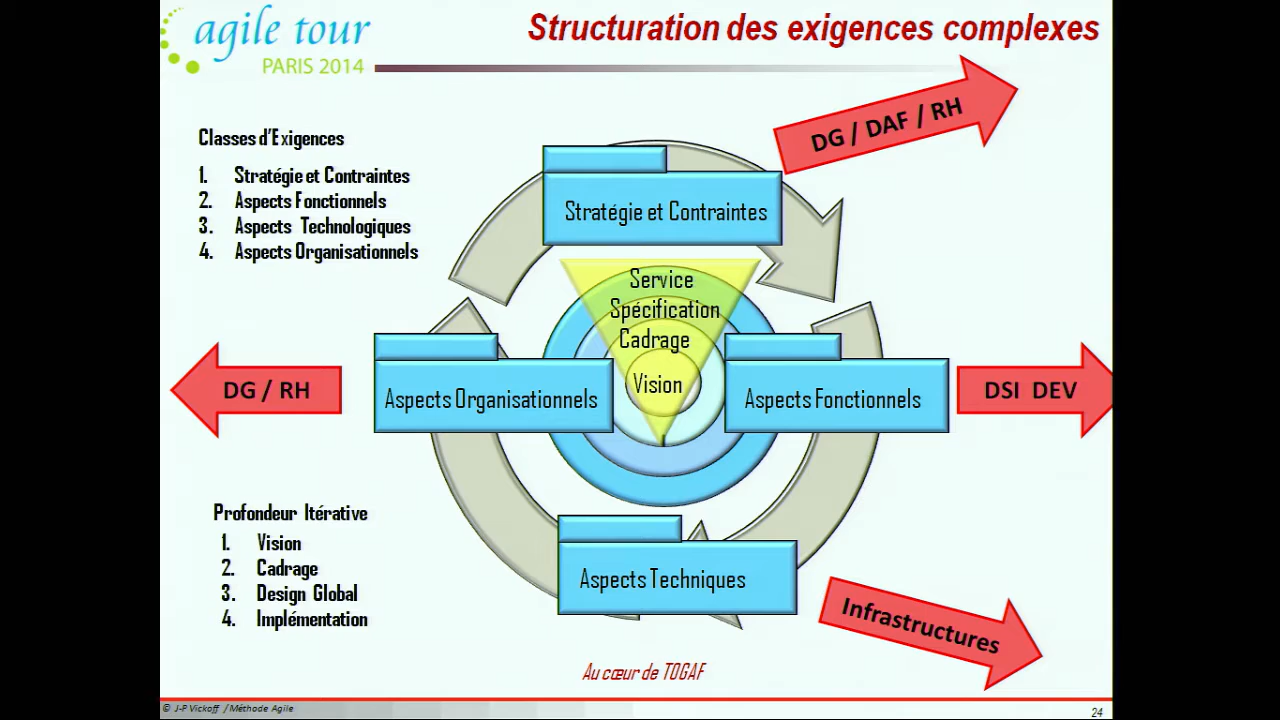 agile tour
PARIS 2014
Structuration des exigences complexes
DG / DAF / RH
Classes d'Exigences
1. Stratégie et Contraintes
2. Aspects Fonctionnels
3. Aspects Technologiques
4. Aspects Organisationnels
Stratégie et Contraintes
Service
Spécification
Cadrage
Vision
DG / RH
Aspects Organisationnels
Aspects Fonctionnels
DSI DEV
Profondeur Itérative
1. Vision
2. Cadrage
3. Design Global
4. Implémentation
Aspects Techniques
Infrastructures
Au cœur de TOGAF
© J-P Vickoff / Méthode Agile
24